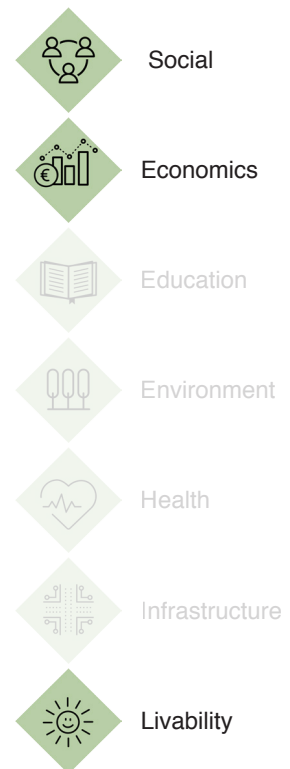 Social
Economics
Education
Environment
Health
Infrastructure
Livability